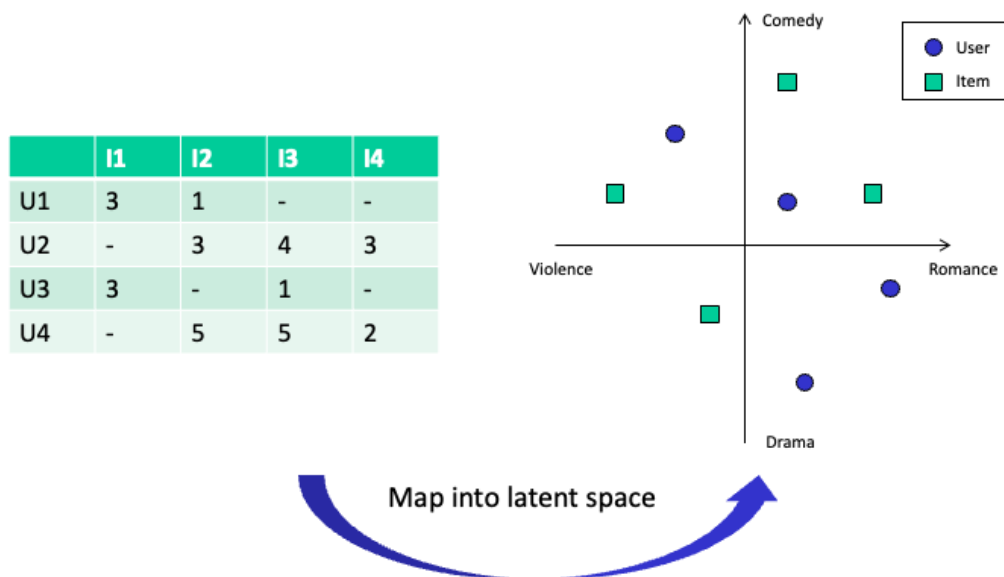 I1 I2 I3 I4
U1 3 1 - -
U2 - 3 4 3
U3 3 - 1 -
U4 - 5 5 2
Comedy
User
Item
Violence
Romance
Drama
Map into latent space